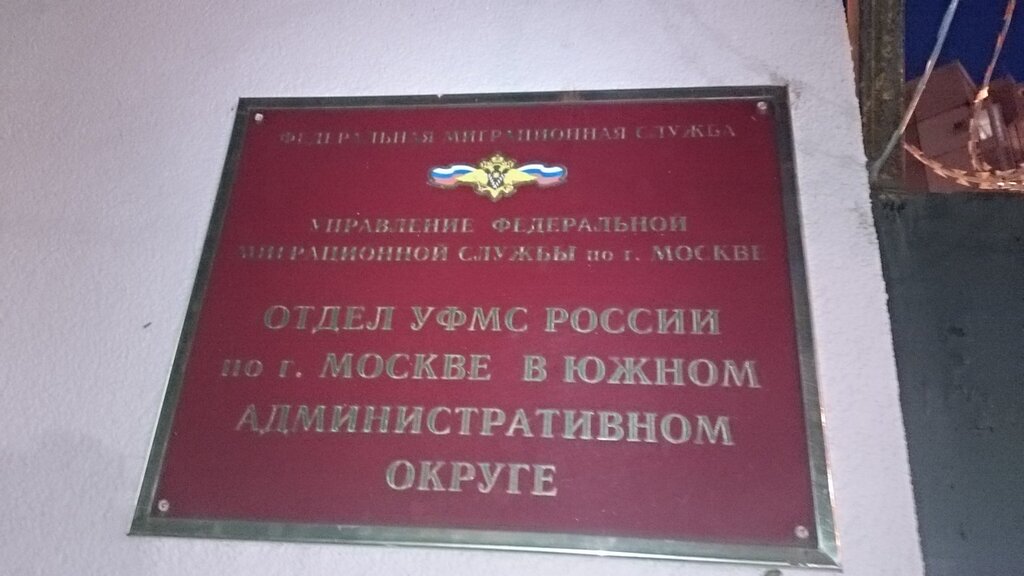 ФЕДЕРАЛЬНАЯ МИГРАЦИОННАЯ СЛУЖБА
УПРАВЛЕНИЕ ФЕДЕРАЛЬНОЙ
МИГРАЦИОННОЙ СЛУЖБЫ по г. МОСКВЕ
ОТДЕЛ УФМС РОССИИ
по г. МОСКВЕ В ЮЖНОМ
АДМИНИСТРАТИВНОМ
ОКРУГЕ